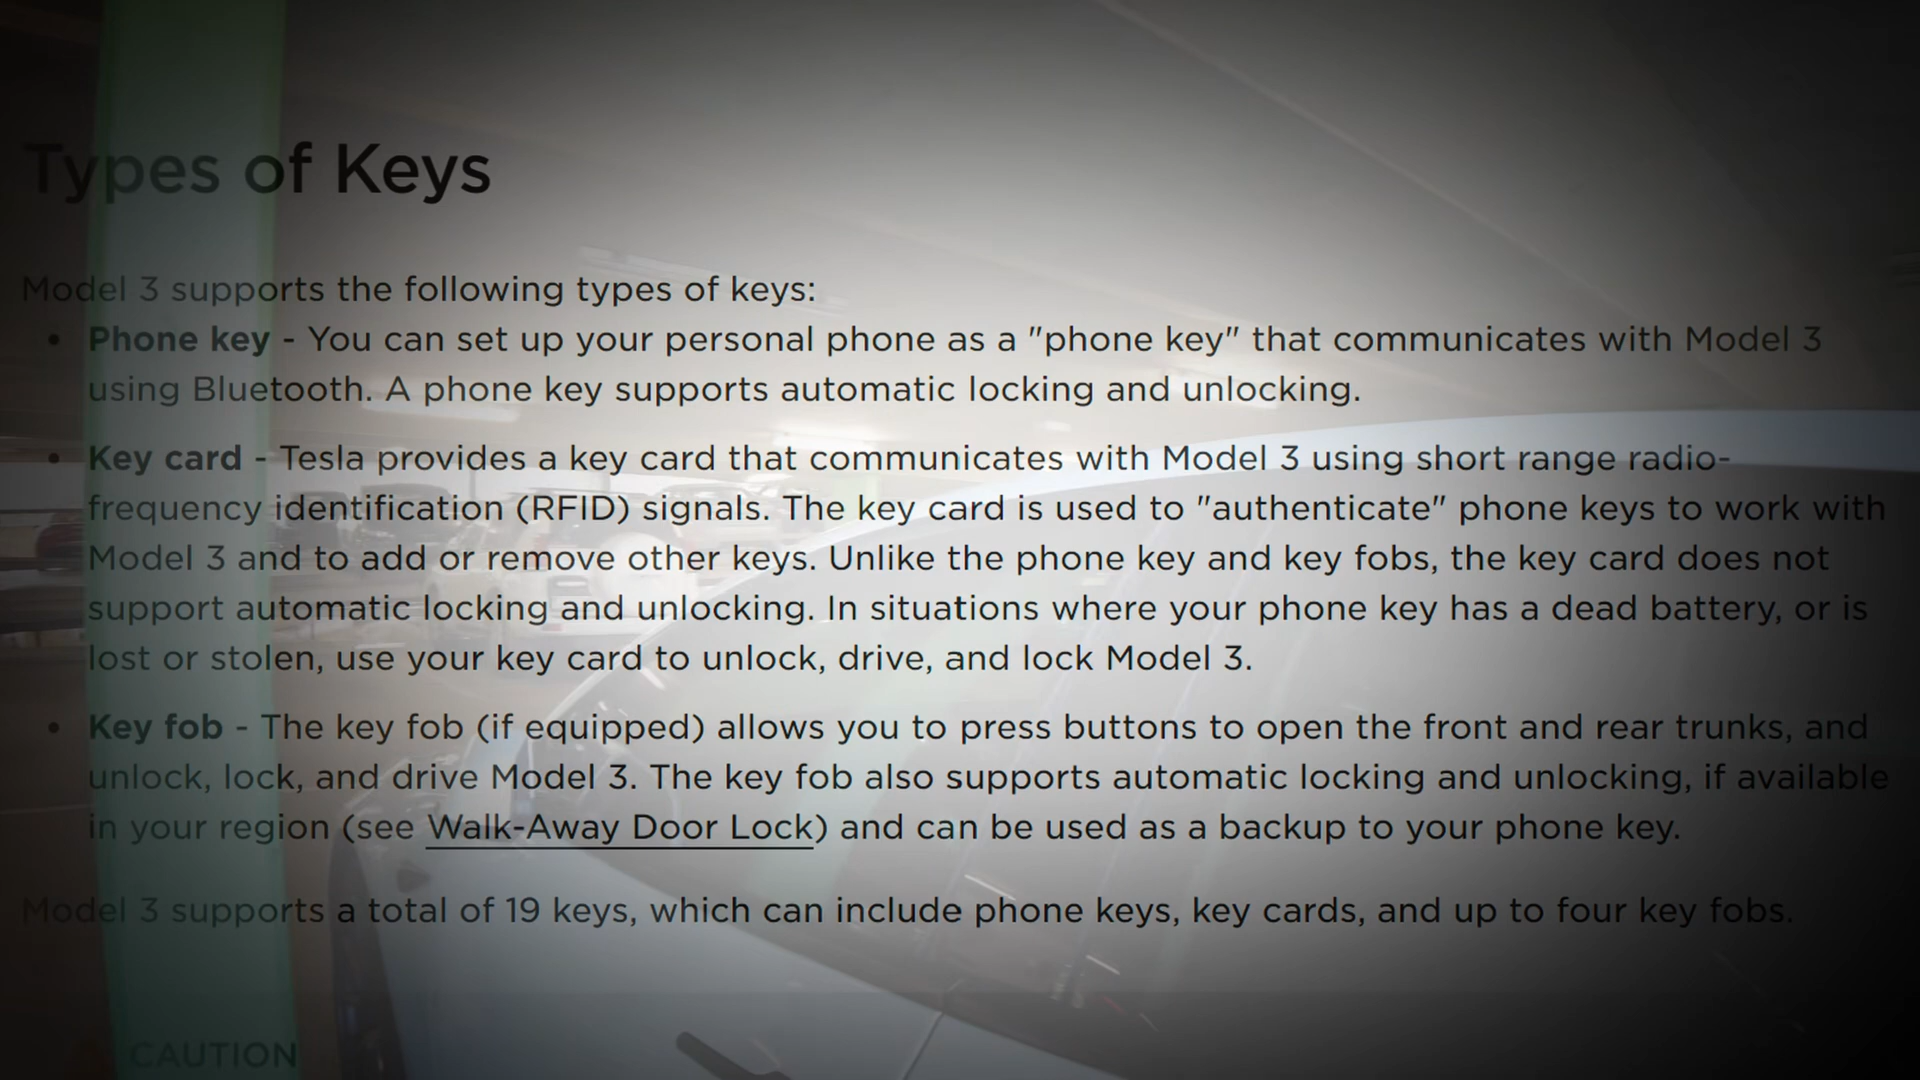 Types of Keys
Model 3 supports the following types of keys:
• Phone key - You can set up your personal phone as a "phone key" that communicates with Model 3
using Bluetooth. A phone key supports automatic locking and unlocking.
• Key card - Tesla provides a key card that communicates with Model 3 using short range radio-
frequency identification (RFID) signals. The key card is used to "authenticate" phone keys to work with
Model 3 and to add or remove other keys. Unlike the phone key and key fobs, the key card does not
support automatic locking and unlocking. In situations where your phone key has a dead battery, or is
lost or stolen, use your key card to unlock, drive, and lock Model 3.
• Key fob - The key fob (if equipped) allows you to press buttons to open the front and rear trunks, and
unlock, lock, and drive Model 3. The key fob also supports automatic locking and unlocking, if available
in your region (see Walk-Away Door Lock) and can be used as a backup to your phone key.
Model 3 supports a total of 19 keys, which can include phone keys, key cards, and up to four key fobs.
CAUTION